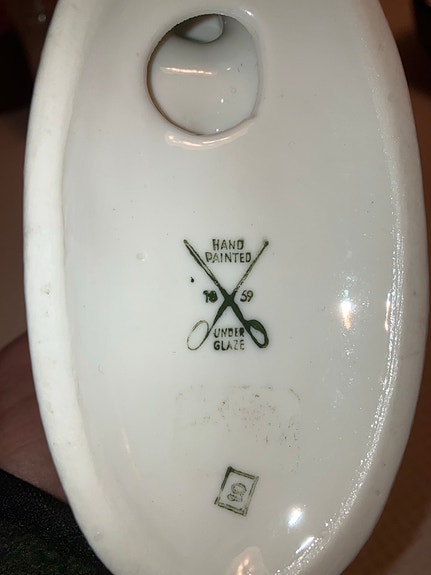 HAND
PAINTED
18 59
UNDER
GLAZE